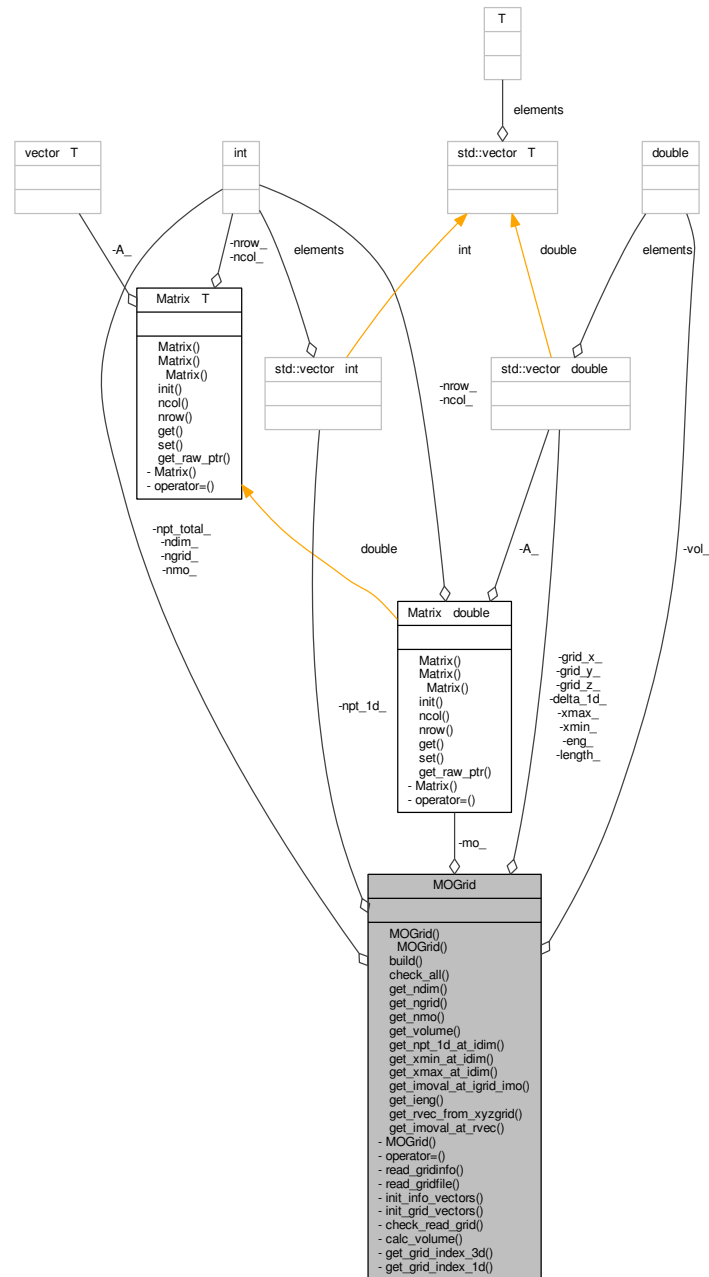 T
elements
vector T
int
std::vector T
double
-A_
-nrow_
-ncol_
elements
int
double
elements
Matrix T
Matrix()
Matrix()
Matrix()
init()
ncol()
nrow()
get()
set()
get_raw_ptr()
- Matrix()
- operator=()
std::vector int
-nrow_
-ncol_
std::vector double
-npt_total_
-ndim_
-ngrid_
-nmo_
double
-A_
-vol_
Matrix double
Matrix()
Matrix()
Matrix()
init()
ncol()
nrow()
get()
set()
get_raw_ptr()
- Matrix()
- operator=()
-npt_1d_
-grid_x_
-grid_y_
-grid_z_
-delta_1d_
-xmax_
-xmin_
-eng_
-length_
-mo_
MOGrid
MOGrid()
MOGrid()
build()
check_all()
get_ndim()
get_ngrid()
get_nmo()
get_volume()
get_npt_1d_at_idim()
get_xmin_at_idim()
get_xmax_at_idim()
get_imoval_at_igrid_imo()
get_ieng()
get_rvec_from_xyzgrid()
get_imoval_at_rvec()
- MOGrid()
- operator=()
- read_gridinfo()
- read_gridfile()
- init_info_vectors()
- init_grid_vectors()
- check_read_grid()
- calc_volume()
- get_grid_index_3d()
- get_grid_index_1d()